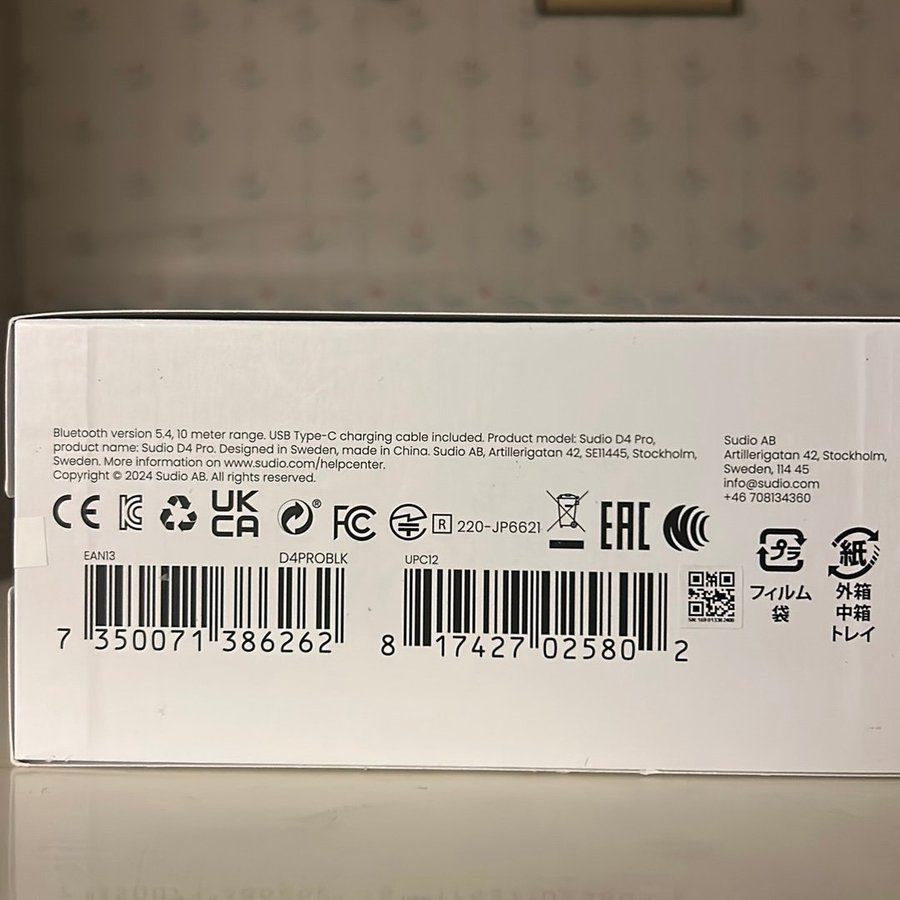 Bluetooth version 5.4, 10 meter range. USB Type-C charging cable included. Product model: Sudio D4 Pro,
product name: Sudio D4 Pro. Designed in Sweden, made in China. Sudio AB, Artillerigatan 42, SE11445, Stockholm,
Sweden. More information on www.sudio.com/helpcenter.
Copyright © 2024 Sudio AB. All rights reserved.
Sudio AB
Artillerigatan 42, Stockholm,
Sweden, 114 45
info@sudio.com
+46 708134360
CE UK CA ® FC R 220-JP6621 EAC
EAN13 D4PROBLK
7 350071 386262
UPC12
8 17427 02580 2
プラ
フィルム
袋
紙
外箱
中箱
トレイ